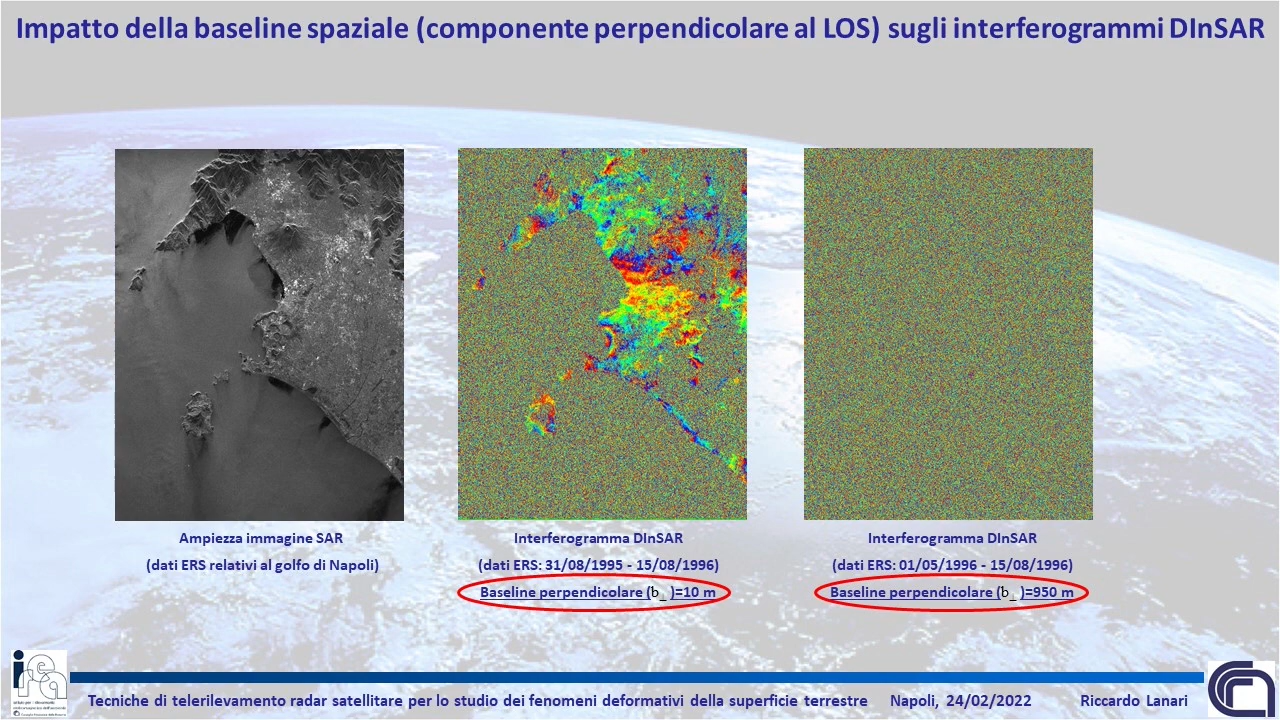 Impatto della baseline spaziale (componente perpendicolare al LOS) sugli interferogrammi DInSAR
Ampiezza immagine SAR
(dati ERS relativi al golfo di Napoli)
Interferogramma DInSAR
(dati ERS: 31/08/1995 - 15/08/1996)
Baseline perpendicolare (b_ )=10 m
Interferogramma DInSAR
(dati ERS: 01/05/1996 - 15/08/1996)
Baseline perpendicolare (b_ )=950 m
irea
Tecniche di telerilevamento radar satellitare per lo studio dei fenomeni deformativi della superficie terrestre Napoli, 24/02/2022 Riccardo Lanari